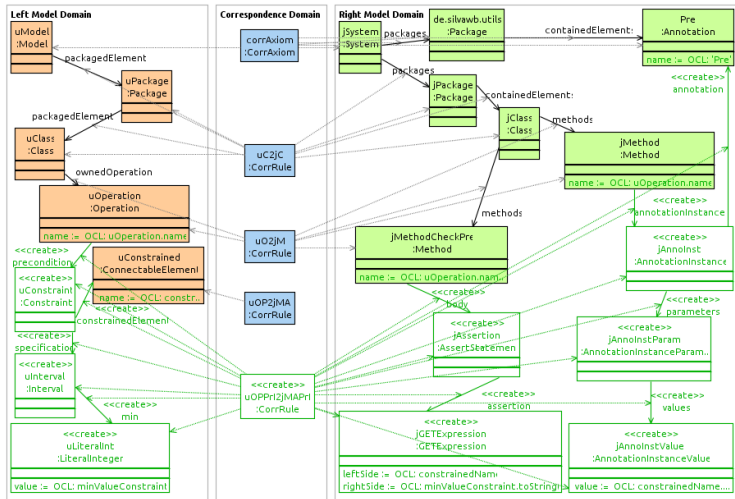 Left Model Domain
Correspondence Domain
Right Model Domain
uModel
:Model
packagedElement
uPackage
:Package
packagedElement
uClass
:Class
ownedOperation
uOperation
:Operation
name := OCL: uOperation.name
<<create>>
precondition
uConstrained
:ConnectableElement
name := OCL: constr...
<<create>>
uConstraint
:Constraint
<<create>>
constrainedElement
<<create>>
specification
<<create>>
uInterval
:Interval
<<create>>
min
<<create>>
uLiteralInt
:LiteralInteger
value := OCL: minValueConstraint
corrAxiom
:CorrAxiom
uC2jC
:CorrRule
uO2jM
:CorrRule
uOP2jMA
:CorrRule
<<create>>
uOPPrI2jMAPrI
:CorrRule
jSystem
:System
packages
de.silvawb.utils
:Package
containedElements
Pre
:Annotation
name := OCL: 'Pre'
packages
jPackage
:Package
containedElements
jClass
:Class
methods
<<create>>
annotation
jMethod
:Method
name := OCL: uOperation.name
methods
jMethodCheckPre
:Method
name := OCL: uOperation.nam...
<<create>>
annotationInstance
<<create>>
jAnnoInst
:AnnotationInstance
<<create>>
body
<<create>>
jAssertion
:AssertStatement
<<create>>
parameters
<<create>>
jAnnoInstParam
:AnnotationInstanceParam...
<<create>>
assertion
<<create>>
values
<<create>>
jGETExpression
:GETExpression
leftSide := OCL: constrainedName
rightSide := OCL: minValueConstraint.toString
<<create>>
jAnnoInstValue
:AnnotationInstanceValue
value := OCL: constrainedName....